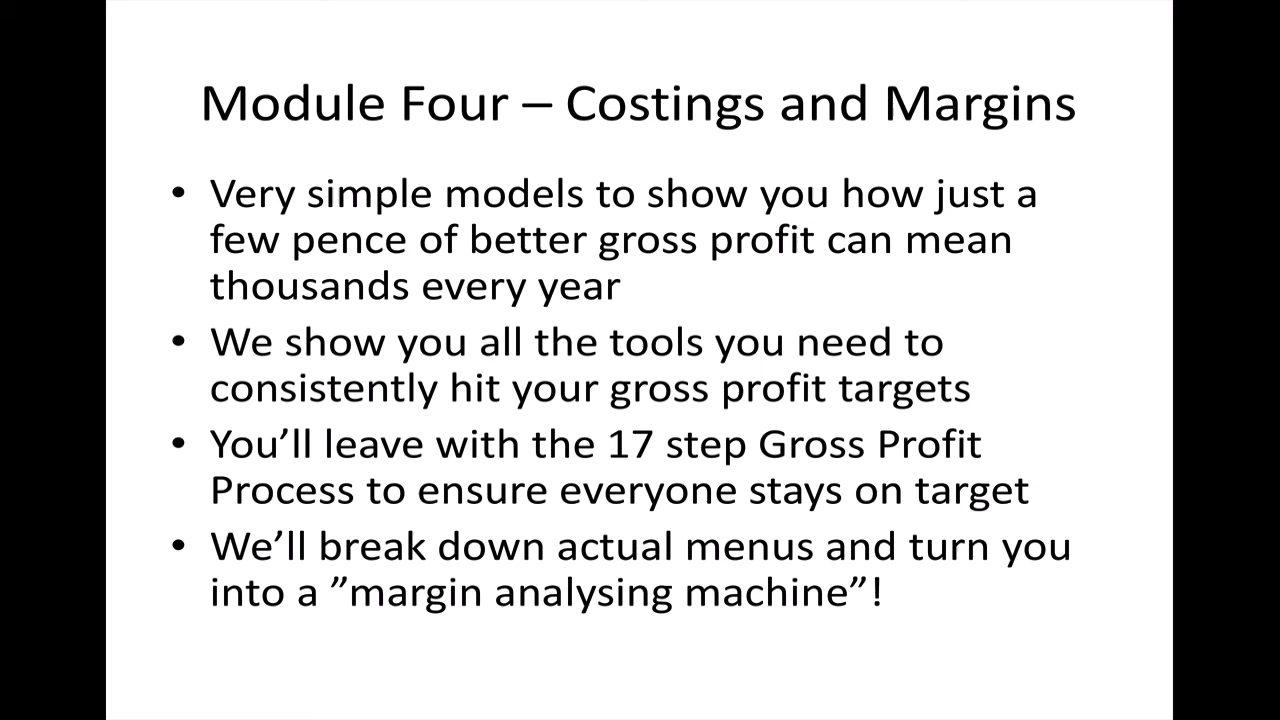 Module Four – Costings and Margins
• Very simple models to show you how just a
few pence of better gross profit can mean
thousands every year
• We show you all the tools you need to
consistently hit your gross profit targets
• You’ll leave with the 17 step Gross Profit
Process to ensure everyone stays on target
• We’ll break down actual menus and turn you
into a ”margin analysing machine”!